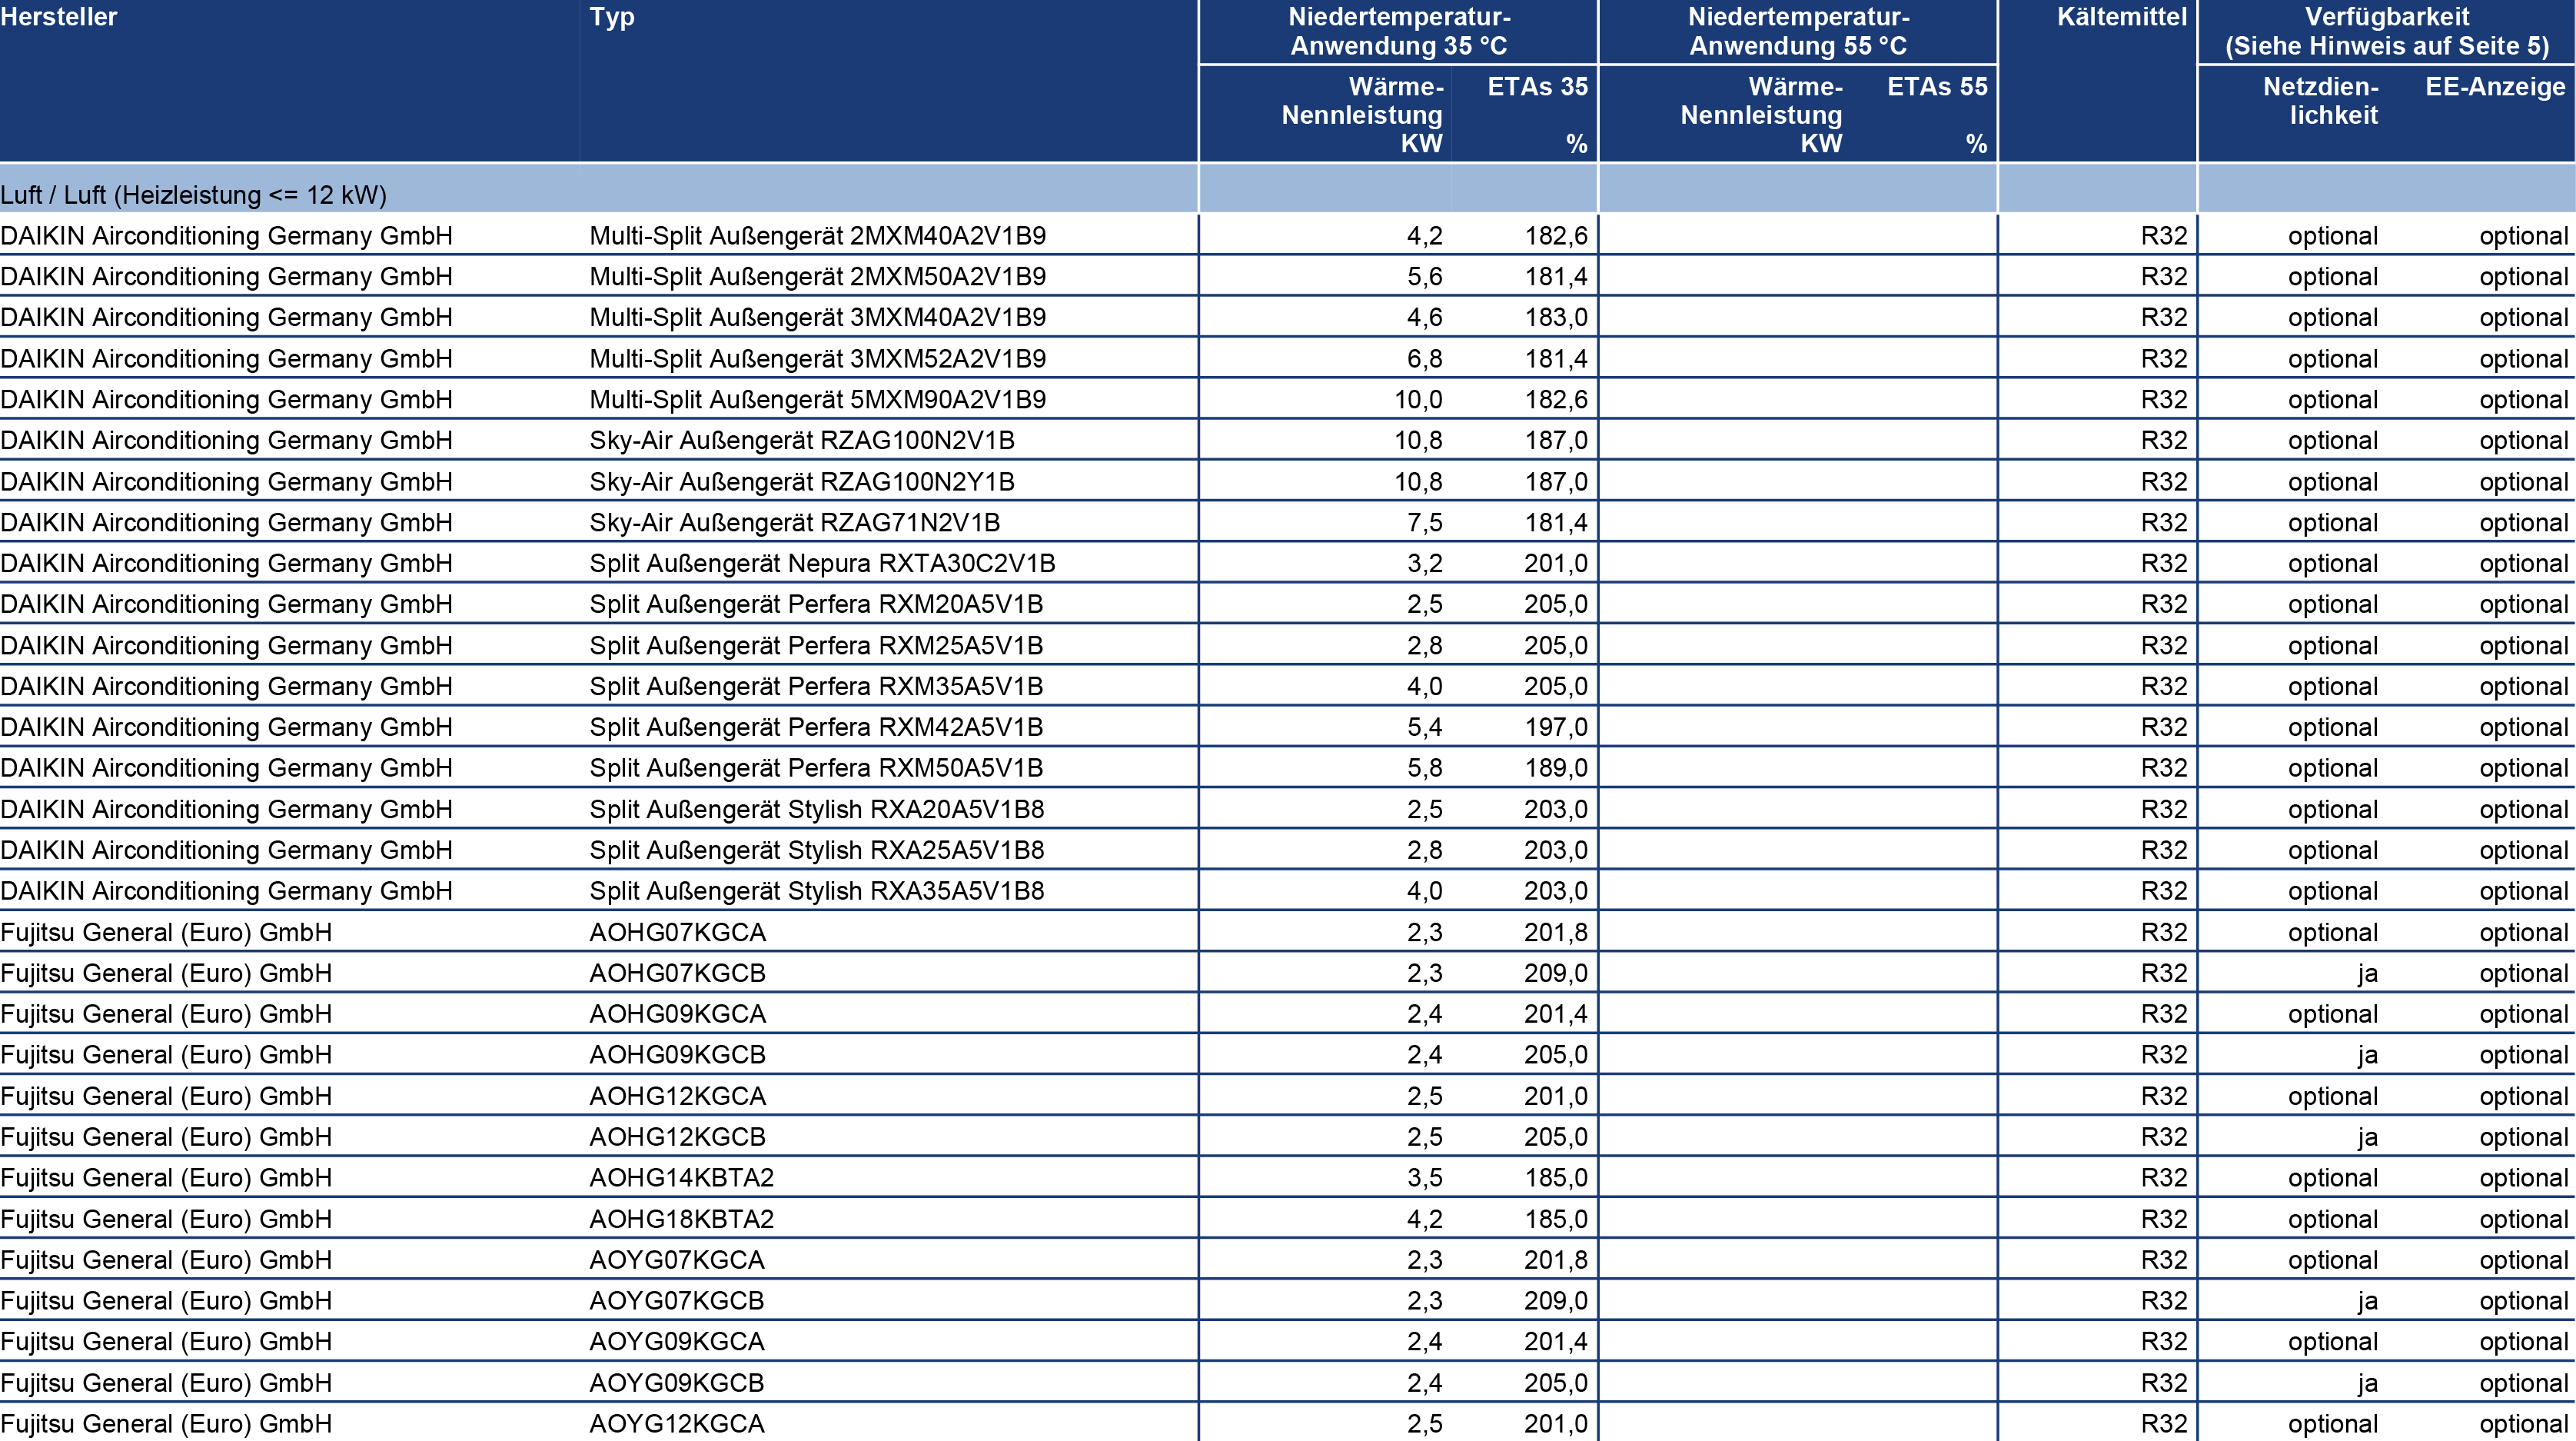 Hersteller Typ Niedertemperatur- Niedertemperatur- Kältemittel Verfügbarkeit
Anwendung 35 °C Anwendung 55 °C (Siehe Hinweis auf Seite 5)
Wärme- ETAs 35 Wärme- ETAs 55 Netzdien- EE-Anzeige
Nennleistung Nennleistung lichkeit
KW % KW %
Luft / Luft (Heizleistung <= 12 kW)
DAIKIN Airconditioning Germany GmbH Multi-Split Außengerät 2MXM40A2V1B9 4,2 182,6 R32 optional optional
DAIKIN Airconditioning Germany GmbH Multi-Split Außengerät 2MXM50A2V1B9 5,6 181,4 R32 optional optional
DAIKIN Airconditioning Germany GmbH Multi-Split Außengerät 3MXM40A2V1B9 4,6 183,0 R32 optional optional
DAIKIN Airconditioning Germany GmbH Multi-Split Außengerät 3MXM52A2V1B9 6,8 181,4 R32 optional optional
DAIKIN Airconditioning Germany GmbH Multi-Split Außengerät 5MXM90A2V1B9 10,0 182,6 R32 optional optional
DAIKIN Airconditioning Germany GmbH Sky-Air Außengerät RZAG100N2V1B 10,8 187,0 R32 optional optional
DAIKIN Airconditioning Germany GmbH Sky-Air Außengerät RZAG100N2Y1B 10,8 187,0 R32 optional optional
DAIKIN Airconditioning Germany GmbH Sky-Air Außengerät RZAG71N2V1B 7,5 181,4 R32 optional optional
DAIKIN Airconditioning Germany GmbH Split Außengerät Nepura RXTA30C2V1B 3,2 201,0 R32 optional optional
DAIKIN Airconditioning Germany GmbH Split Außengerät Perfera RXM20A5V1B 2,5 205,0 R32 optional optional
DAIKIN Airconditioning Germany GmbH Split Außengerät Perfera RXM25A5V1B 2,8 205,0 R32 optional optional
DAIKIN Airconditioning Germany GmbH Split Außengerät Perfera RXM35A5V1B 4,0 205,0 R32 optional optional
DAIKIN Airconditioning Germany GmbH Split Außengerät Perfera RXM42A5V1B 5,4 197,0 R32 optional optional
DAIKIN Airconditioning Germany GmbH Split Außengerät Perfera RXM50A5V1B 5,8 189,0 R32 optional optional
DAIKIN Airconditioning Germany GmbH Split Außengerät Stylish RXA20A5V1B8 2,5 203,0 R32 optional optional
DAIKIN Airconditioning Germany GmbH Split Außengerät Stylish RXA25A5V1B8 2,8 203,0 R32 optional optional
DAIKIN Airconditioning Germany GmbH Split Außengerät Stylish RXA35A5V1B8 4,0 203,0 R32 optional optional
Fujitsu General (Euro) GmbH AOHG07KGCA 2,3 201,8 R32 optional optional
Fujitsu General (Euro) GmbH AOHG07KGCB 2,3 209,0 R32 ja optional
Fujitsu General (Euro) GmbH AOHG09KGCA 2,4 201,4 R32 optional optional
Fujitsu General (Euro) GmbH AOHG09KGCB 2,4 205,0 R32 ja optional
Fujitsu General (Euro) GmbH AOHG12KGCA 2,5 201,0 R32 optional optional
Fujitsu General (Euro) GmbH AOHG12KGCB 2,5 205,0 R32 ja optional
Fujitsu General (Euro) GmbH AOHG14KBTA2 3,5 185,0 R32 optional optional
Fujitsu General (Euro) GmbH AOHG18KBTA2 4,2 185,0 R32 optional optional
Fujitsu General (Euro) GmbH AOYG07KGCA 2,3 201,8 R32 optional optional
Fujitsu General (Euro) GmbH AOYG07KGCB 2,3 209,0 R32 ja optional
Fujitsu General (Euro) GmbH AOYG09KGCA 2,4 201,4 R32 optional optional
Fujitsu General (Euro) GmbH AOYG09KGCB 2,4 205,0 R32 ja optional
Fujitsu General (Euro) GmbH AOYG12KGCA 2,5 201,0 R32 optional optional